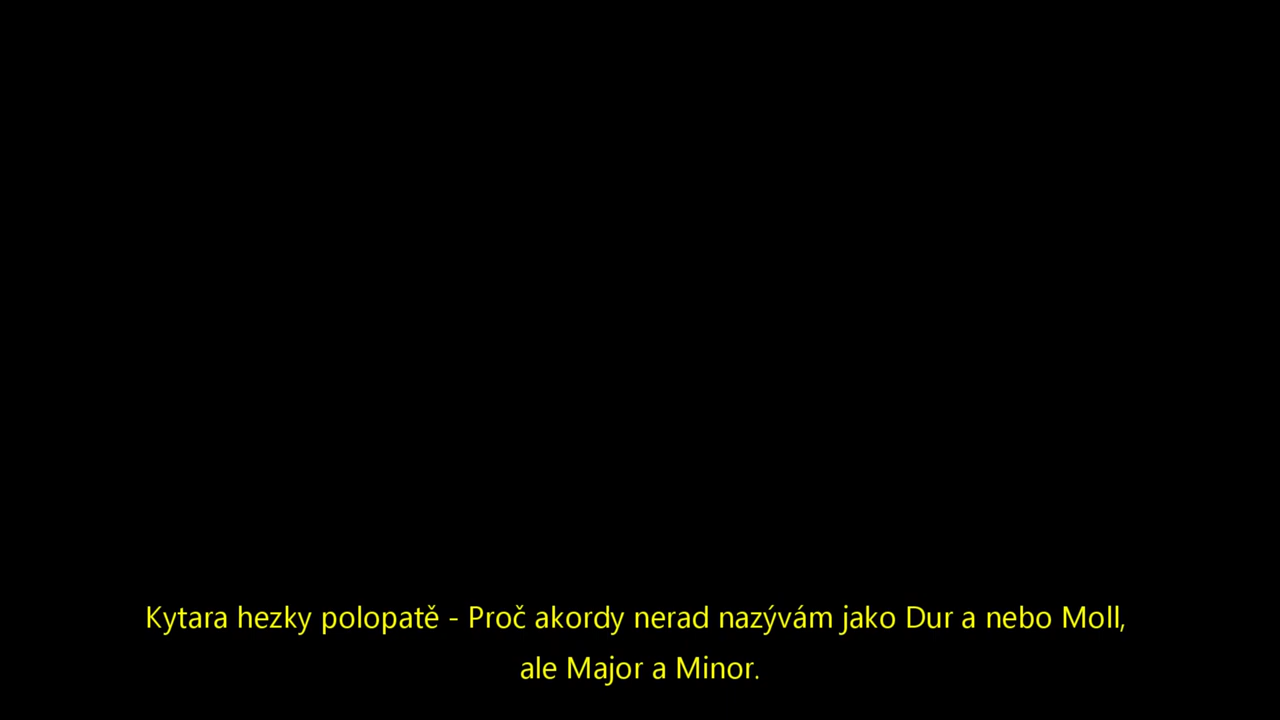 Kytara hezky polopatě - Proč akordy nerad nazývám jako Dur a nebo Moll,
ale Major a Minor.